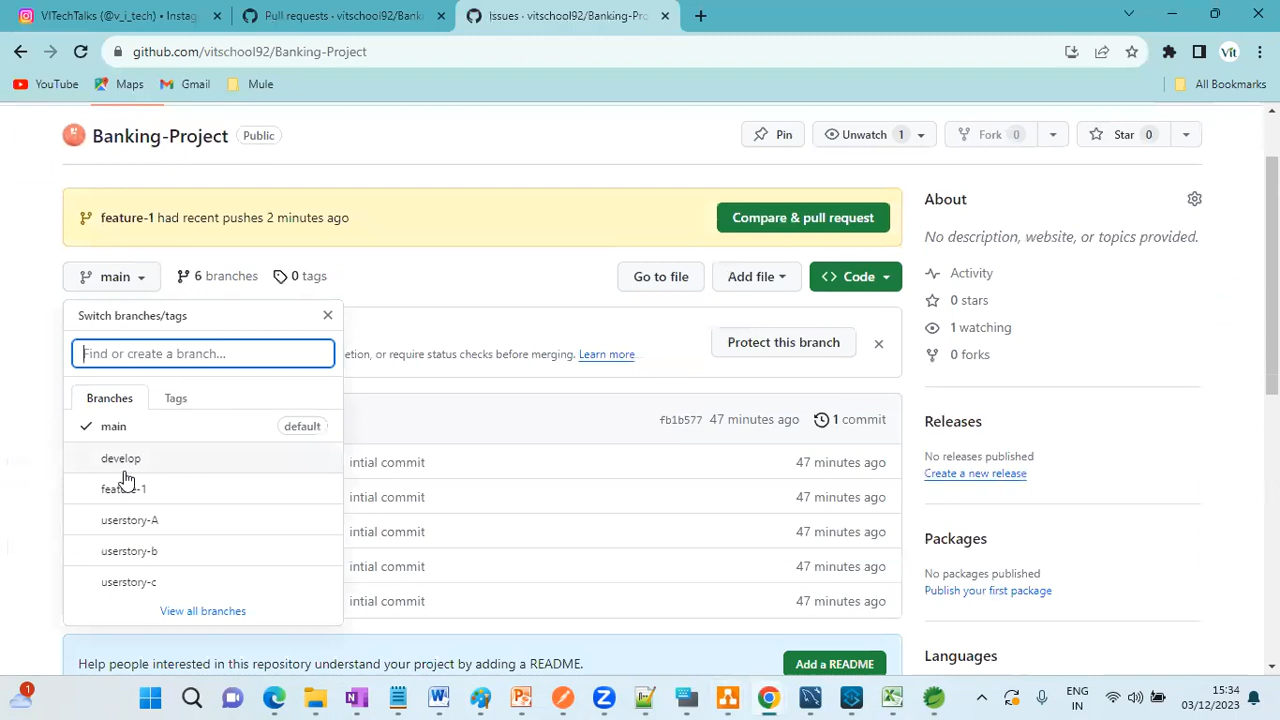 VITechTalks (@v_i_tech) • Instag
Pull requests · vitschool92/Banki
Issues · vitschool92/Banking-Pro
github.com/vitschool92/Banking-Project
Vit
YouTube
Maps
Gmail
Mule
All Bookmarks
Banking-Project Public
Pin
Unwatch 1
Fork 0
Star 0
feature-1 had recent pushes 2 minutes ago
Compare & pull request
main
6 branches
0 tags
Go to file
Add file
<> Code
Switch branches/tags
Find or create a branch...
Branches
Tags
main default
develop
feature-1
userstory-A
userstory-b
userstory-c
View all branches
etion, or require status checks before merging. Learn more
Protect this branch
fb1b577 47 minutes ago 1 commit
intial commit 47 minutes ago
intial commit 47 minutes ago
intial commit 47 minutes ago
intial commit 47 minutes ago
intial commit 47 minutes ago
Help people interested in this repository understand your project by adding a README.
Add a README
About
No description, website, or topics provided.
Activity
0 stars
1 watching
0 forks
Releases
No releases published
Create a new release
Packages
No packages published
Publish your first package
Languages
1
ENG
IN
15:34
03/12/2023